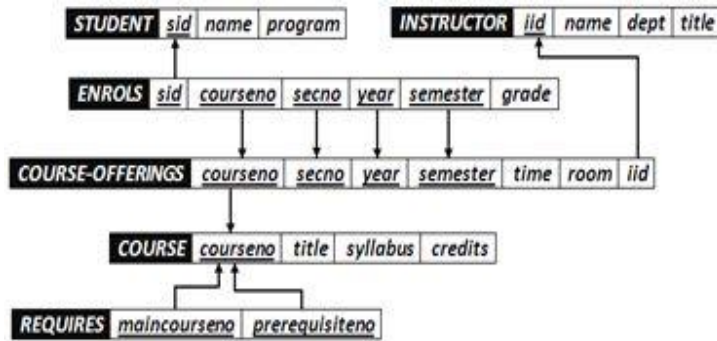 STUDENT sid name program INSTRUCTOR iid name dept title
ENROLS sid courseno secno year semester grade
COURSE-OFFERINGS courseno secno year semester time room iid
COURSE courseno title syllabus credits
REQUIRES maincourseno prerequisiteno